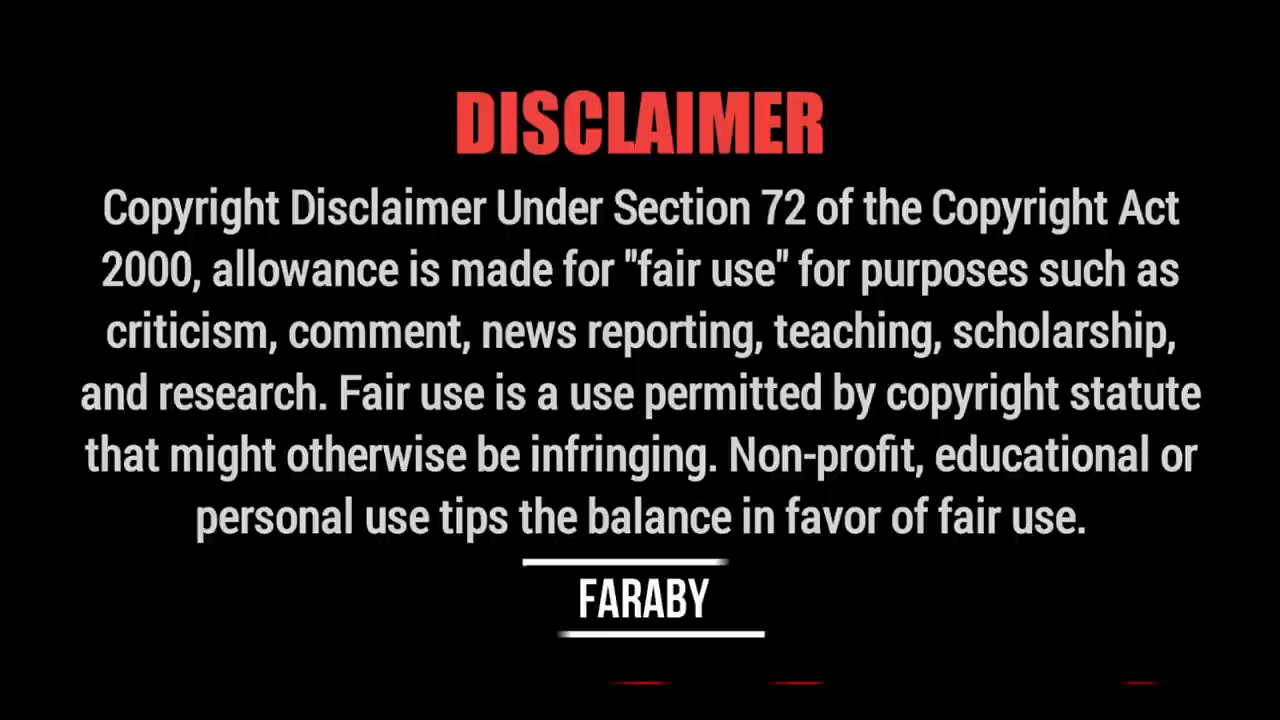 DISCLAIMER
Copyright Disclaimer Under Section 72 of the Copyright Act
2000, allowance is made for "fair use" for purposes such as
criticism, comment, news reporting, teaching, scholarship,
and research. Fair use is a use permitted by copyright statute
that might otherwise be infringing. Non-profit, educational or
personal use tips the balance in favor of fair use.
FARABY